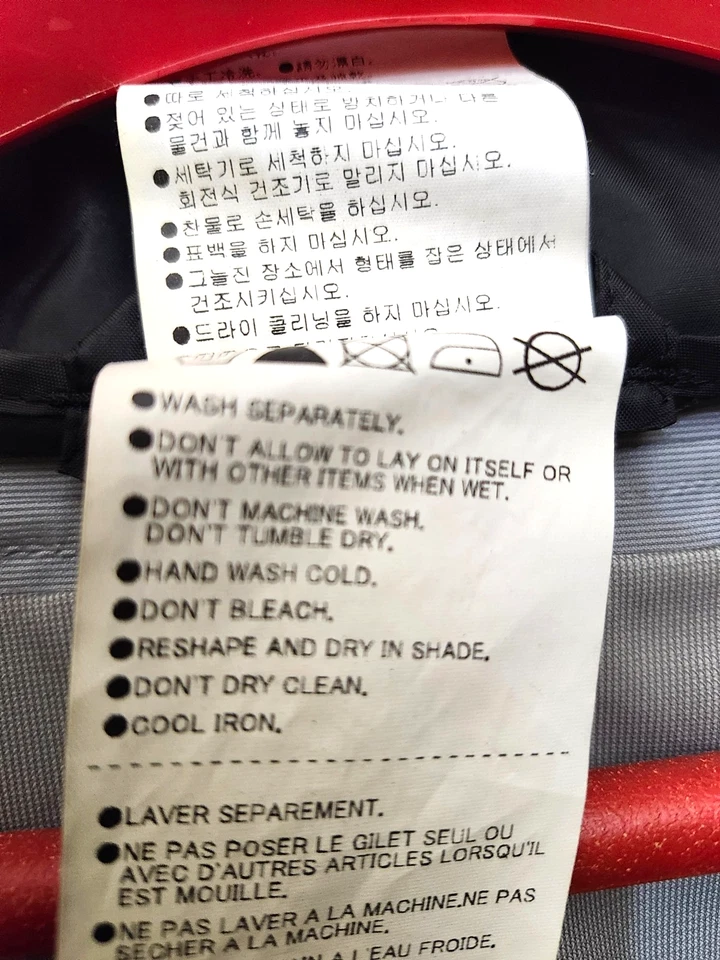 ●請勿漂白.
●젖어 있는 상태로 방치하거나 다른
물건과 함께 놓지 마십시오.
●세탁기로 세척하지 마십시오.
회전식 건조기로 말리지 마십시오.
●찬물로 손세탁을 하십시오.
●표백을 하지 마십시오.
●그늘진 장소에서 형태를 잡은 상태에서
건조시키십시오.
●드라이 클리닝을 하지 마십시오.
●WASH SEPARATELY.
●DON'T ALLOW TO LAY ON ITSELF OR
WITH OTHER ITEMS WHEN WET.
●DON'T MACHINE WASH.
DON'T TUMBLE DRY.
●HAND WASH COLD.
●DON'T BLEACH.
●RESHAPE AND DRY IN SHADE.
●DON'T DRY CLEAN.
●COOL IRON.
●LAVER SEPAREMENT.
●NE PAS POSER LE GILET SEUL OU
AVEC D'AUTRES ARTICLES LORSQU'IL
EST MOUILLE.
●NE PAS LAVER A LA MACHINE.NE PAS
SECHER A LA MACHINE.
A L'EAU FROIDE.